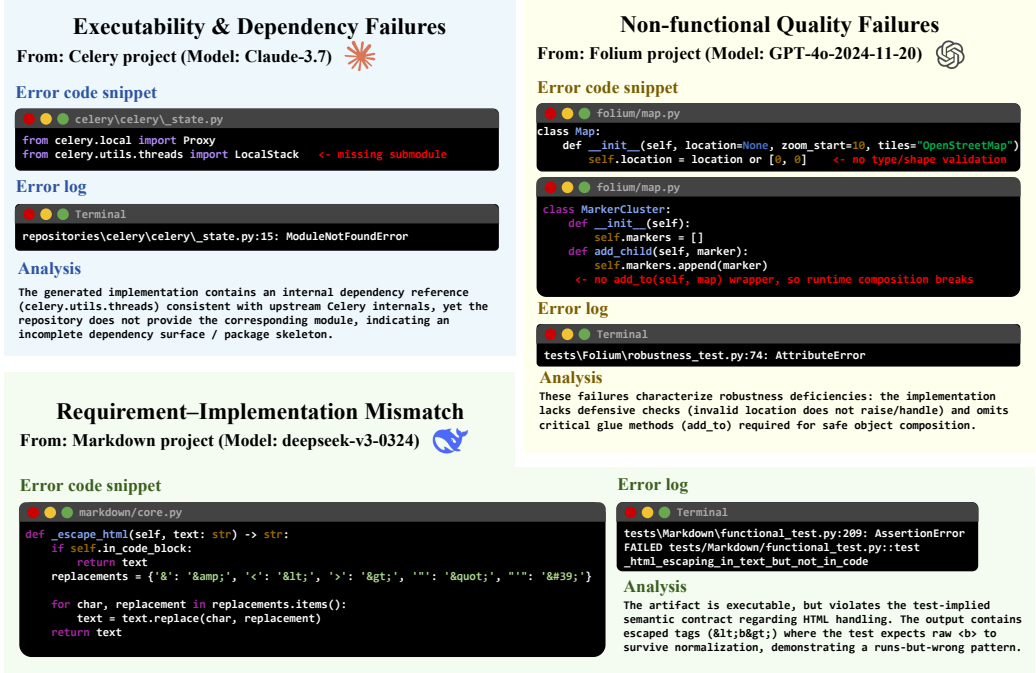 Executability & Dependency Failures
From: Celery project (Model: Claude-3.7)
Error code snippet
celery\celery\_state.py
from celery.local import Proxy
from celery.utils.threads import LocalStack <- missing submodule
Error log
Terminal
repositories\celery\celery\_state.py:15: ModuleNotFoundError
Analysis
The generated implementation contains an internal dependency reference
(celery.utils.threads) consistent with upstream Celery internals, yet the
repository does not provide the corresponding module, indicating an
incomplete dependency surface / package skeleton.
Non-functional Quality Failures
From: Folium project (Model: GPT-4o-2024-11-20)
Error code snippet
folium/map.py
class Map:
    def __init__(self, location=None, zoom_start=10, tiles="OpenStreetMap")
        self.location = location or [0, 0] <- no type/shape validation
folium/map.py
class MarkerCluster:
    def __init__(self):
        self.markers = []
    def add_child(self, marker):
        self.markers.append(marker)
    <- no add_to(self, map) wrapper, so runtime composition breaks
Error log
Terminal
tests\Folium\robustness_test.py:74: AttributeError
Analysis
These failures characterize robustness deficiencies: the implementation
lacks defensive checks (invalid location does not raise/handle) and omits
critical glue methods (add_to) required for safe object composition.
Requirement–Implementation Mismatch
From: Markdown project (Model: deepseek-v3-0324)
Error code snippet
markdown/core.py
def _escape_html(self, text: str) -> str:
    if self.in_code_block:
        return text
    replacements = {'&': '&amp;', '<': '&lt;', '>': '&gt;', '"': '&quot;', "'": '&#39;'}
    for char, replacement in replacements.items():
        text = text.replace(char, replacement)
    return text
Error log
Terminal
tests\Markdown\functional_test.py:209: AssertionError
FAILED tests/Markdown/functional_test.py::test
_html_escaping_in_text_but_not_in_code
Analysis
The artifact is executable, but violates the test-implied
semantic contract regarding HTML handling. The output contains
escaped tags (&lt;b&gt;) where the test expects raw <b> to
survive normalization, demonstrating a runs-but-wrong pattern.